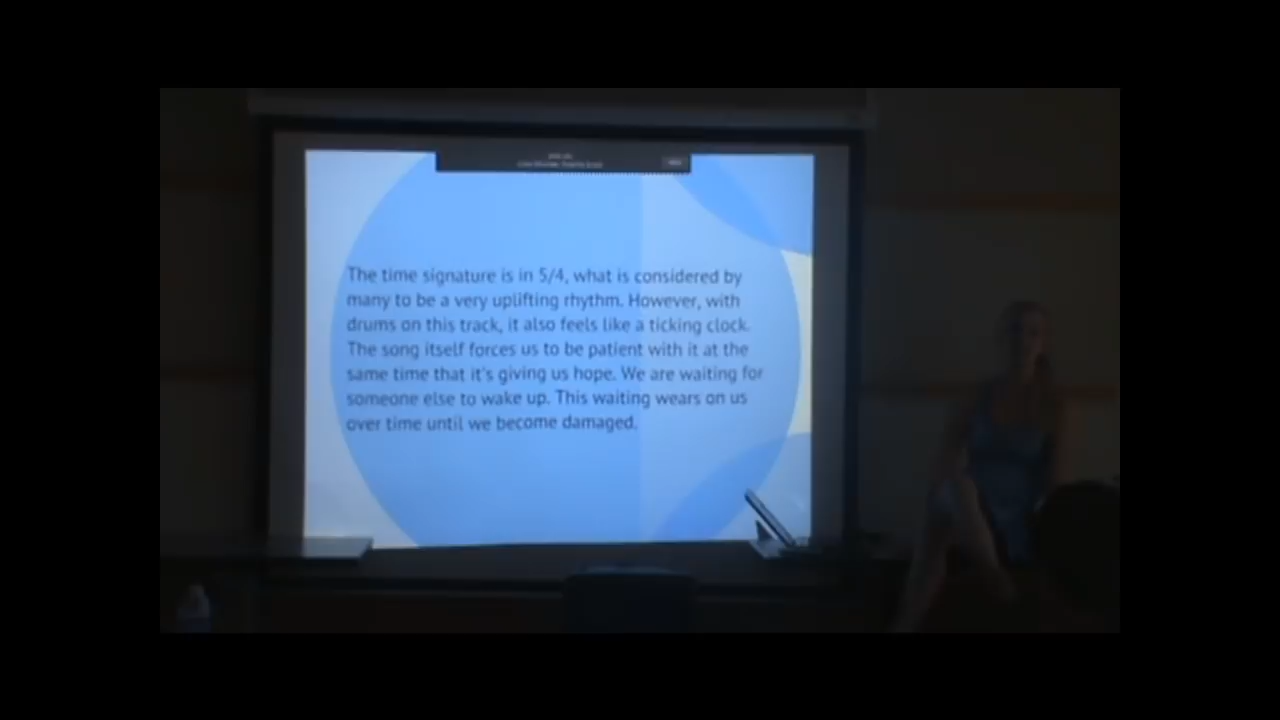 The time signature is in 5/4, what is considered by
many to be a very uplifting rhythm. However, with
drums on this track, it also feels like a ticking clock.
The song itself forces us to be patient with it at the
same time that it's giving us hope. We are waiting for
someone else to wake up. This waiting wears on us
over time until we become damaged.